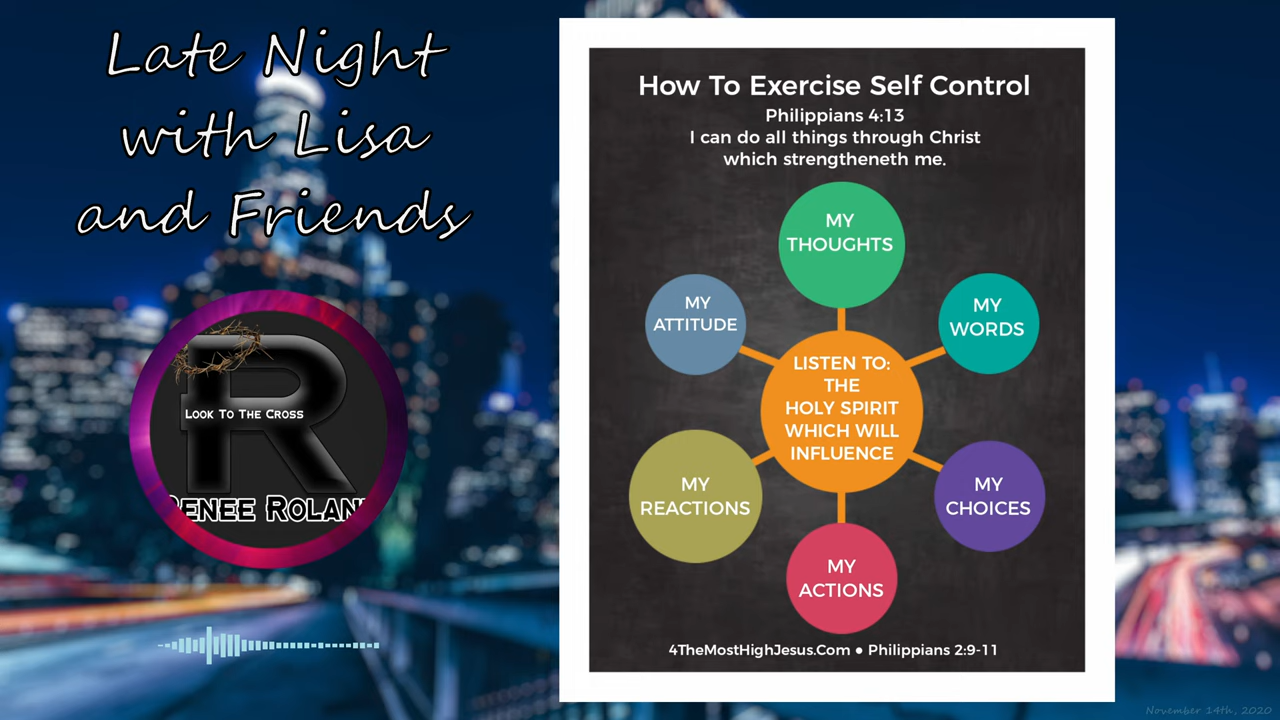 Late Night
with Lisa
and Friends
Look To The Cross
Renee Rolan
How To Exercise Self Control
Philippians 4:13
I can do all things through Christ
which strengtheneth me.
MY
THOUGHTS
MY
ATTITUDE
MY
WORDS
LISTEN TO:
THE
HOLY SPIRIT
WHICH WILL
INFLUENCE
MY
REACTIONS
MY
CHOICES
MY
ACTIONS
4TheMostHighJesus.Com ● Philippians 2:9-11
November 14th, 2020